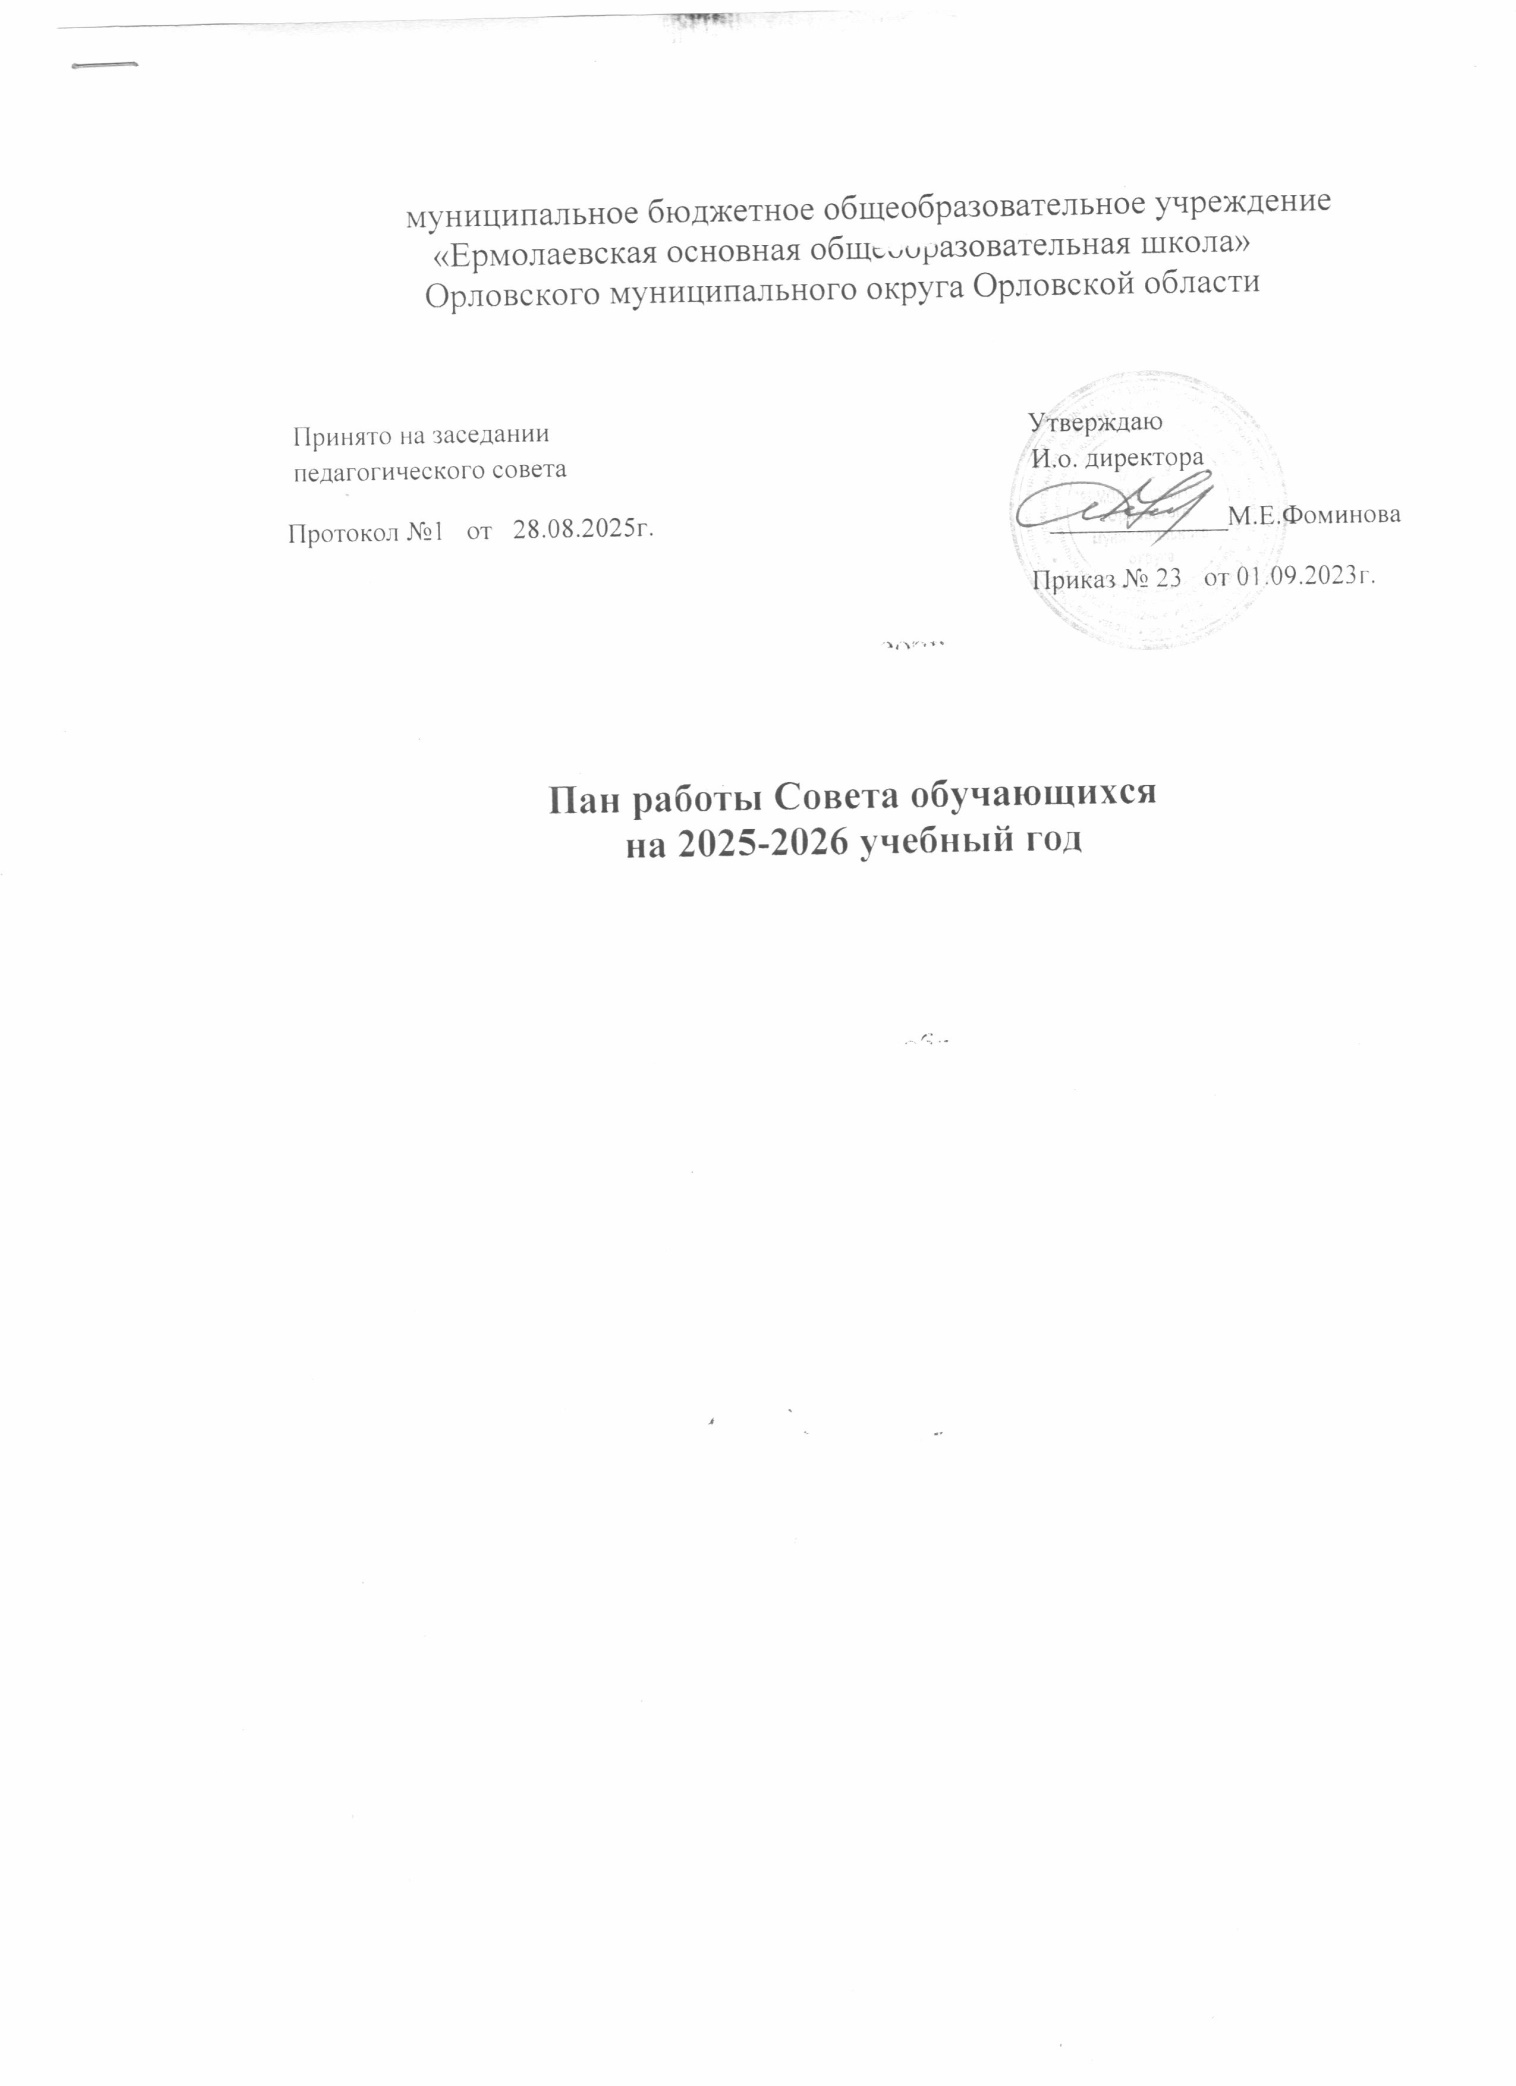 муниципальное бюджетное общеобразовательное учреждение
«Ермолаевская основная общеобразовательная школа»
Орловского муниципального округа Орловской области
Принято на заседании
педагогического совета
Протокол №1 от 28.08.2025г.
Утверждаю
И.о. директора
М.Е.Фоминова
Приказ № 23 от 01.09.2023г.
Пан работы Совета обучающихся
на 2025-2026 учебный год